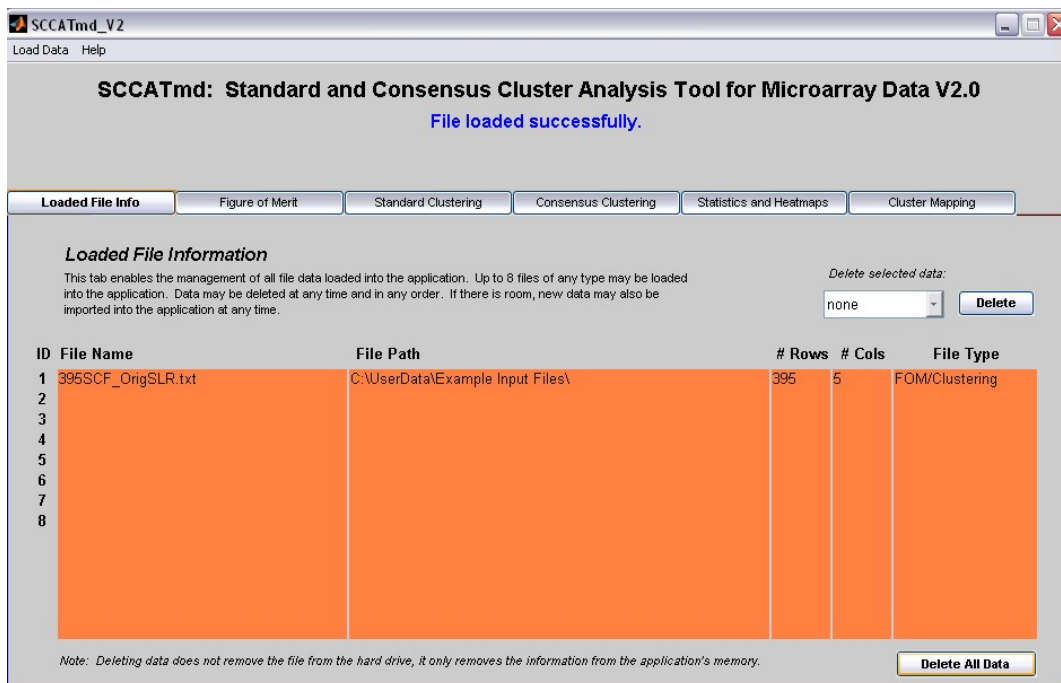 SCCATmd_V2
Load Data Help
SCCATmd: Standard and Consensus Cluster Analysis Tool for Microarray Data V2.0
File loaded successfully.
Loaded File Info Figure of Merit Standard Clustering Consensus Clustering Statistics and Heatmaps Cluster Mapping
Loaded File Information
This tab enables the management of all file data loaded into the application. Up to 8 files of any type may be loaded
into the application. Data may be deleted at any time and in any order. If there is room, new data may also be
imported into the application at any time.
Delete selected data:
none Delete
ID File Name File Path # Rows # Cols File Type
1 395SCF_OrigSLR.txt C:\UserData\Example Input Files\ 395 5 FOM/Clustering
2
3
4
5
6
7
8
Note: Deleting data does not remove the file from the hard drive, it only removes the information from the application's memory.
Delete All Data